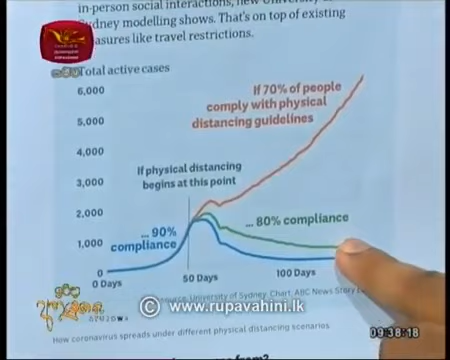 in-person social interactions, new University
Sydney modelling shows. That's on top of existing
measures like travel restrictions.
Total active cases
6,000
5,000
4,000
3,000
2,000
1,000
0
If 70% of people
comply with physical
distancing guidelines
If physical distancing
begins at this point
... 90%
compliance
... 80% compliance
0 Days
50 Days
100 Days
Source: University of Sydney. Chart: ABC News Story
© www.rupavahini.lk
How coronavirus spreads under different physical distancing scenarios
09:38:18